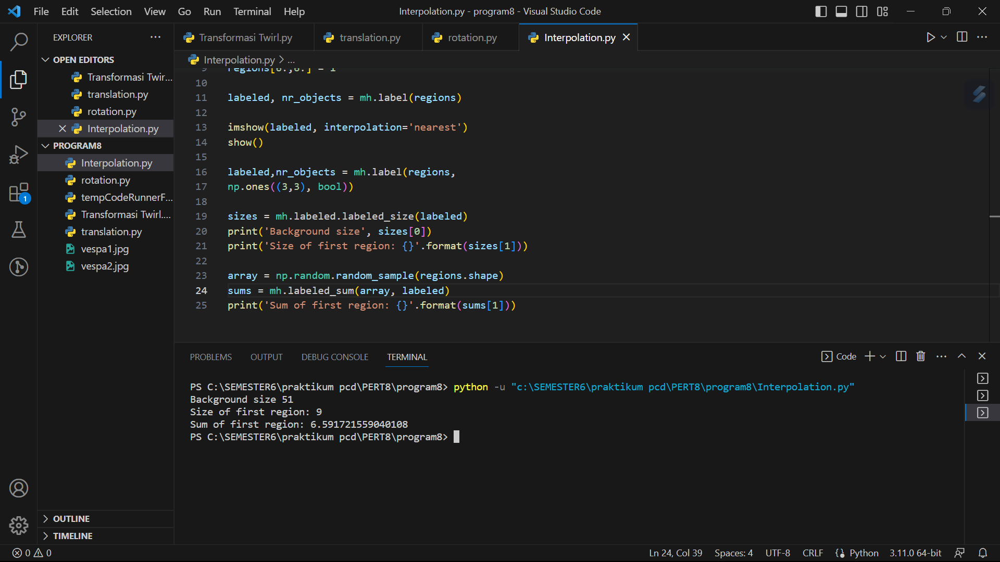 File Edit Selection View Go Run Terminal Help
Interpolation.py - program8 - Visual Studio Code
EXPLORER
OPEN EDITORS
Transformasi Twir...
translation.py
rotation.py
Interpolation.py
PROGRAM8
Interpolation.py
rotation.py
tempCodeRunnerF...
Transformasi Twirl....
translation.py
vespa1.jpg
vespa2.jpg
OUTLINE
TIMELINE
1
Transformasi Twirl.py
translation.py
rotation.py
Interpolation.py
Interpolation.py > ...
10
11 labeled, nr_objects = mh.label(regions)
12
13 imshow(labeled, interpolation='nearest')
14 show()
15
16 labeled,nr_objects = mh.label(regions,
17 np.ones((3,3), bool))
18
19 sizes = mh.labeled.labeled_size(labeled)
20 print('Background size', sizes[0])
21 print('Size of first region: {}'.format(sizes[1]))
22
23 array = np.random.random_sample(regions.shape)
24 sums = mh.labeled_sum(array, labeled)
25 print('Sum of first region: {}'.format(sums[1]))
PROBLEMS OUTPUT DEBUG CONSOLE TERMINAL
Code
PS C:\SEMESTER6\praktikum pcd\PERT8\program8> python -u "c:\SEMESTER6\praktikum pcd\PERT8\program8\Interpolation.py"
Background size 51
Size of first region: 9
Sum of first region: 6.591721559040108
PS C:\SEMESTER6\praktikum pcd\PERT8\program8>
0 0
Ln 24, Col 39 Spaces: 4 UTF-8 CRLF Python 3.11.0 64-bit